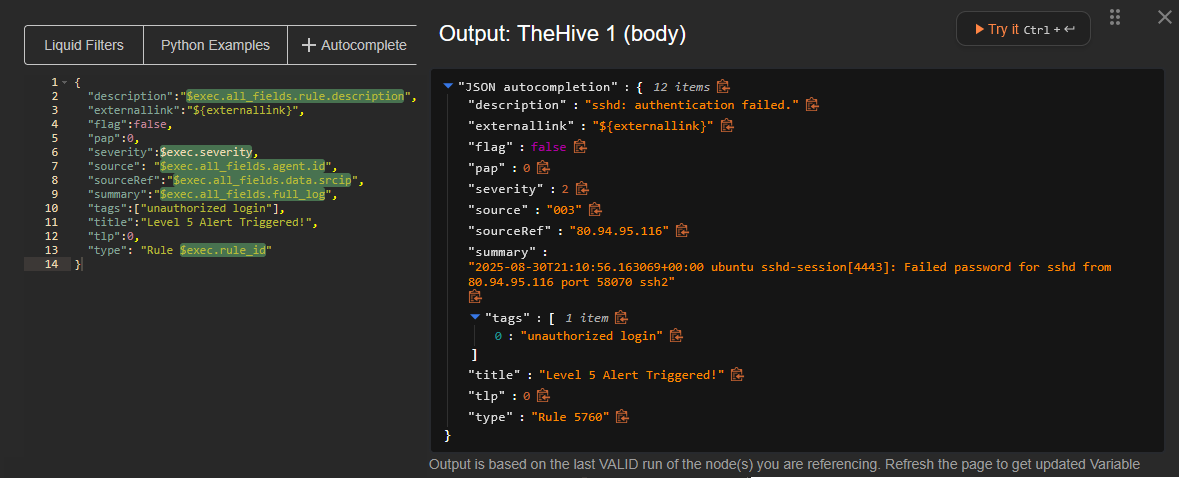 Liquid Filters
Python Examples
+ Autocomplete
Output: TheHive 1 (body)
Try it Ctrl + ↵
1 {
2 "description":"$exec.all_fields.rule.description",
3 "externallink":"${externallink}",
4 "flag":false,
5 "pap":0,
6 "severity":$exec.severity,
7 "source": "$exec.all_fields.agent.id",
8 "sourceRef":"$exec.all_fields.data.srcip",
9 "summary":"$exec.all_fields.full_log",
10 "tags":["unauthorized login"],
11 "title":"Level 5 Alert Triggered!",
12 "tlp":0,
13 "type": "Rule $exec.rule_id"
14 }
"JSON autocompletion" : { 12 items
"description" : "sshd: authentication failed."
"externallink" : "${externallink}"
"flag" : false
"pap" : 0
"severity" : 2
"source" : "003"
"sourceRef" : "80.94.95.116"
"summary" :
"2025-08-30T21:10:56.163069+00:00 ubuntu sshd-session[4443]: Failed password for sshd from
80.94.95.116 port 58070 ssh2"
"tags" : [ 1 item
0 : "unauthorized login"
]
"title" : "Level 5 Alert Triggered!"
"tlp" : 0
"type" : "Rule 5760"
}
Output is based on the last VALID run of the node(s) you are referencing. Refresh the page to get updated Variable